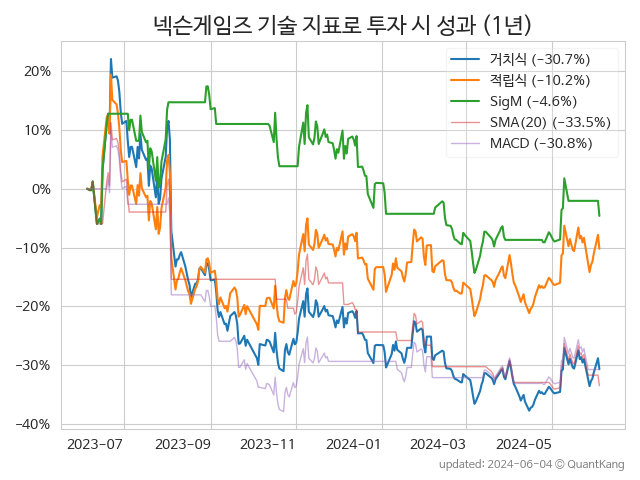 넥슨게임즈 기술 지표로 투자 시 성과 (1년)
거치식 (−30.7%)
적립식 (−10.2%)
SigM (−4.6%)
SMA(20) (−33.5%)
MACD (−30.8%)
20%
10%
0%
−10%
−20%
−30%
−40%
2023-07 2023-09 2023-11 2024-01 2024-03 2024-05
updated: 2024-06-04 © QuantKang